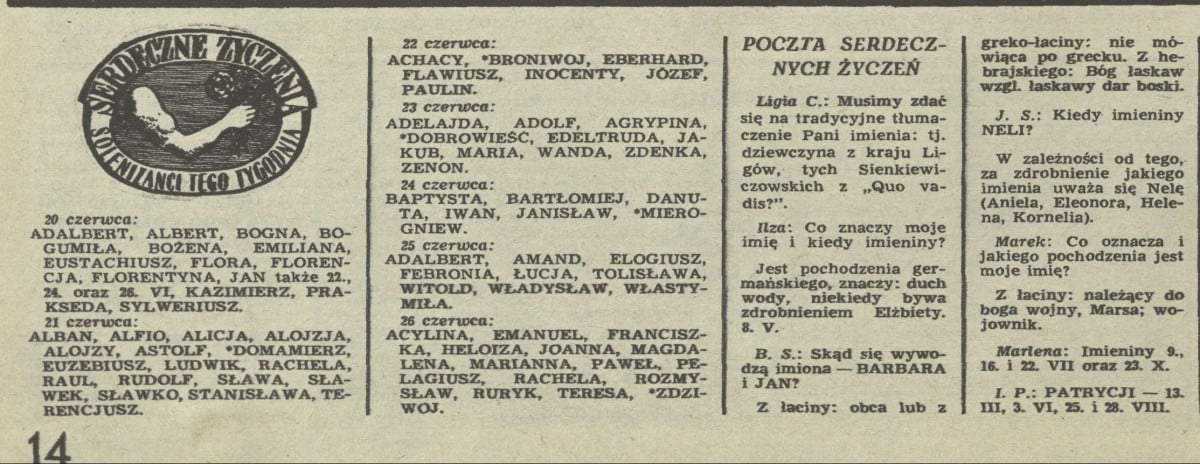 SERDECZNE ŻYCZENIA
SOLENIZANCI TEGO TYGODNIA
20 czerwca:
ADALBERT, ALBERT, BOGNA, BO-
GUMIŁA, BOŻENA, EMILIANA,
EUSTACHIUSZ, FLORA, FLOREN-
CJA, FLORENTYNA, JAN także 22.,
24. oraz 26. VI, KAZIMIERZ, PRA-
KSEDA, SYLWERIUSZ.
21 czerwca:
ALBAN, ALFIO, ALICJA, ALOJZJA,
ALOJZY, ASTOLF, *DOMAMIERZ,
EUZEBIUSZ, LUDWIK, RACHELA,
RAUL, RUDOLF, SŁAWA, SŁA-
WEK, SŁAWKO, STANISŁAWA, TE-
RENCJUSZ.
14
22 czerwca:
ACHACY, *BRONIWOJ, EBERHARD,
FLAWIUSZ, INOCENTY, JÓZEF,
PAULIN.
23 czerwca:
ADELAJDA, ADOLF, AGRYPINA,
*DOBROWIEŚĆ, EDELTRUDA, JA-
KUB, MARIA, WANDA, ZDENKA,
ZENON.
24 czerwca:
BAPTYSTA, BARTŁOMIEJ, DANU-
TA, IWAN, JANISŁAW, *MIERO-
GNIEW.
25 czerwca:
ADALBERT, AMAND, ELOGIUSZ,
FEBRONIA, ŁUCJA, TOLISŁAWA,
WITOLD, WŁADYSŁAW, WŁASTY-
MIŁA.
26 czerwca:
ACYLINA, EMANUEL, FRANCISZ-
KA, HELOIZA, JOANNA, MAGDA-
LENA, MARIANNA, PAWEŁ, PE-
LAGIUSZ, RACHELA, ROZMY-
SŁAW, RURYK, TERESA, *ZDZI-
WOJ.
POCZTA SERDECZ-
NYCH ŻYCZEŃ
Ligia C.: Musimy zdać
się na tradycyjne tłuma-
czenie Pani imienia: tj.
dziewczyna z kraju Li-
gów, tych Sienkiewi-
czowskich z „Quo va-
dis?".
Ilza: Co znaczy moje
imię i kiedy imieniny?
Jest pochodzenia ger-
mańskiego, znaczy: duch
wody, niekiedy bywa
zdrobnieniem Elżbiety.
8. V.
B. S.: Skąd się wywo-
dzą imiona — BARBARA
i JAN?
Z łaciny: obca lub z
greko-łaciny: nie mó-
wiąca po grecku. Z he-
brajskiego: Bóg łaskaw
wzgl. łaskawy dar boski.
J. S.: Kiedy imieniny
NELI?
W zależności od tego,
za zdrobnienie jakiego
imienia uważa się Nelę
(Aniela, Eleonora, Hele-
na, Kornelia).
Marek: Co oznacza i
jakiego pochodzenia jest
moje imię?
Z łaciny: należący do
boga wojny, Marsa; wo-
jownik.
Marlena: Imieniny 9.,
16. i 22. VII oraz 23. X.
I. P.: PATRYCJI — 13.
III, 3. VI, 25. i 28. VIII.